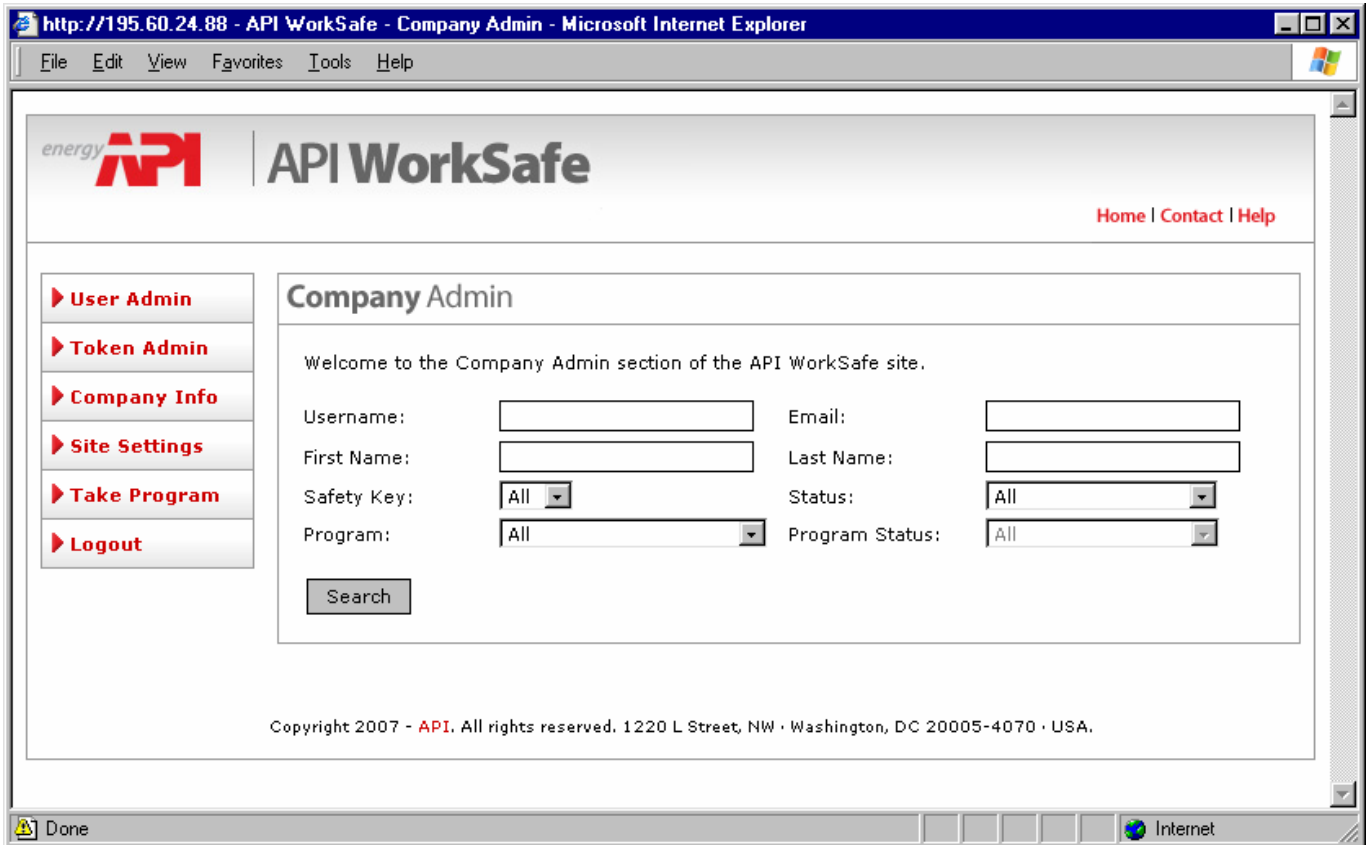 http://195.60.24.88 - API WorkSafe - Company Admin - Microsoft Internet Explorer
File Edit View Favorites Tools Help
energy API API WorkSafe
Home | Contact | Help
User Admin
Token Admin
Company Info
Site Settings
Take Program
Logout
Company Admin
Welcome to the Company Admin section of the API WorkSafe site.
Username: Email:
First Name: Last Name:
Safety Key: All Status: All
Program: All Program Status: All
Search
Copyright 2007 - API. All rights reserved. 1220 L Street, NW · Washington, DC 20005-4070 · USA.
Done Internet